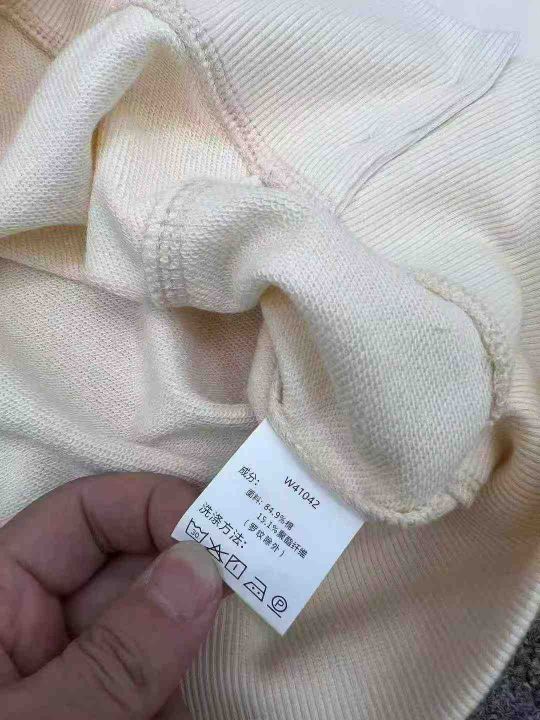 W41042
成分:
面料: 84.9%棉
15.1%聚酯纤维
(罗纹除外)
洗涤方法:
P